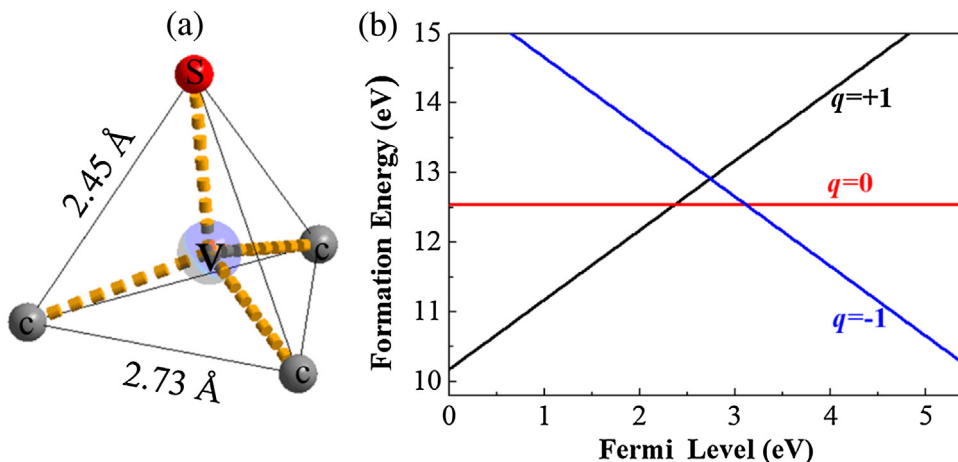 (a)
S
2.45 Å
V
c
c
c
2.73 Å
(b)
Formation Energy (eV)
15
14
13
12
11
10
q=+1
q=0
q=-1
0 1 2 3 4 5
Fermi Level (eV)